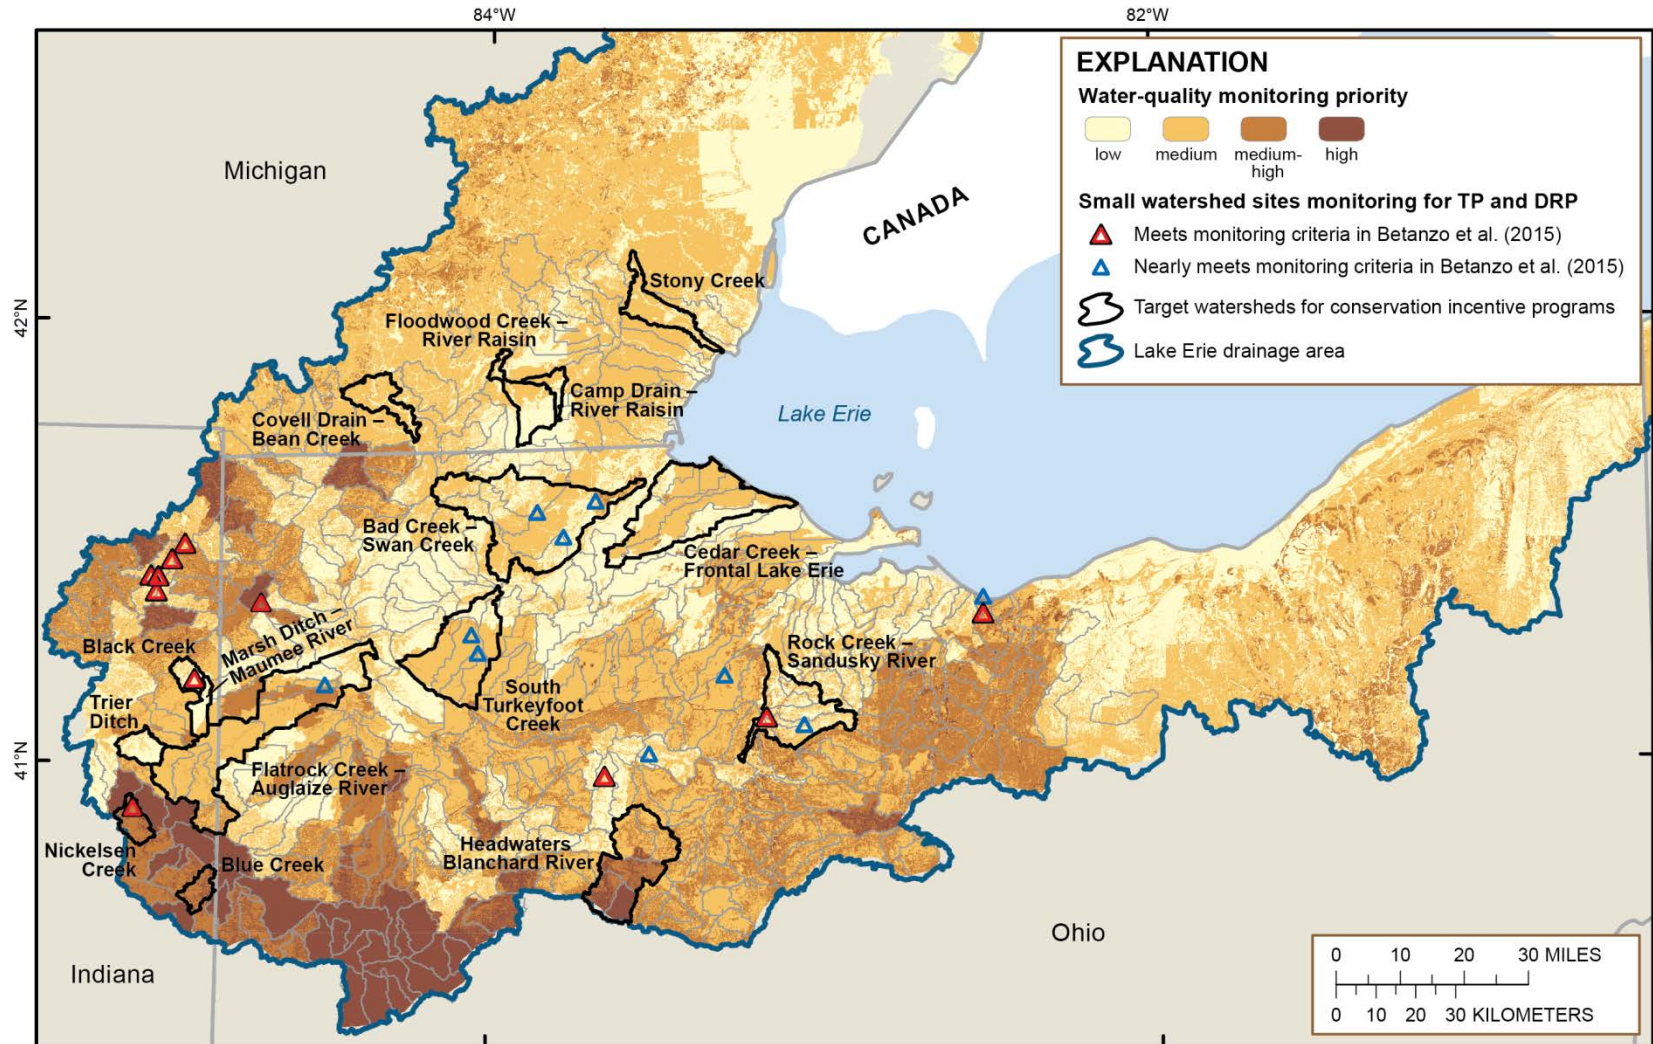 84°W
82°W
EXPLANATION
Water-quality monitoring priority
low
medium
medium-
high
high
Small watershed sites monitoring for TP and DRP
Meets monitoring criteria in Betanzo et al. (2015)
Nearly meets monitoring criteria in Betanzo et al. (2015)
Target watersheds for conservation incentive programs
Lake Erie drainage area
Michigan
CANADA
42°N
Stony Creek
Floodwood Creek –
River Raisin
Camp Drain –
River Raisin
Covell Drain –
Bean Creek
Lake Erie
Bad Creek –
Swan Creek
Cedar Creek –
Frontal Lake Erie
Black Creek
Marsh Ditch –
Maumee River
Rock Creek –
Sandusky River
Trier
Ditch
South
Turkeyfoot
Creek
41°N
Flatrock Creek –
Auglaize River
Nickelsen
Creek
Blue Creek
Headwaters
Blanchard River
Indiana
Ohio
0 10 20 30 MILES
0 10 20 30 KILOMETERS